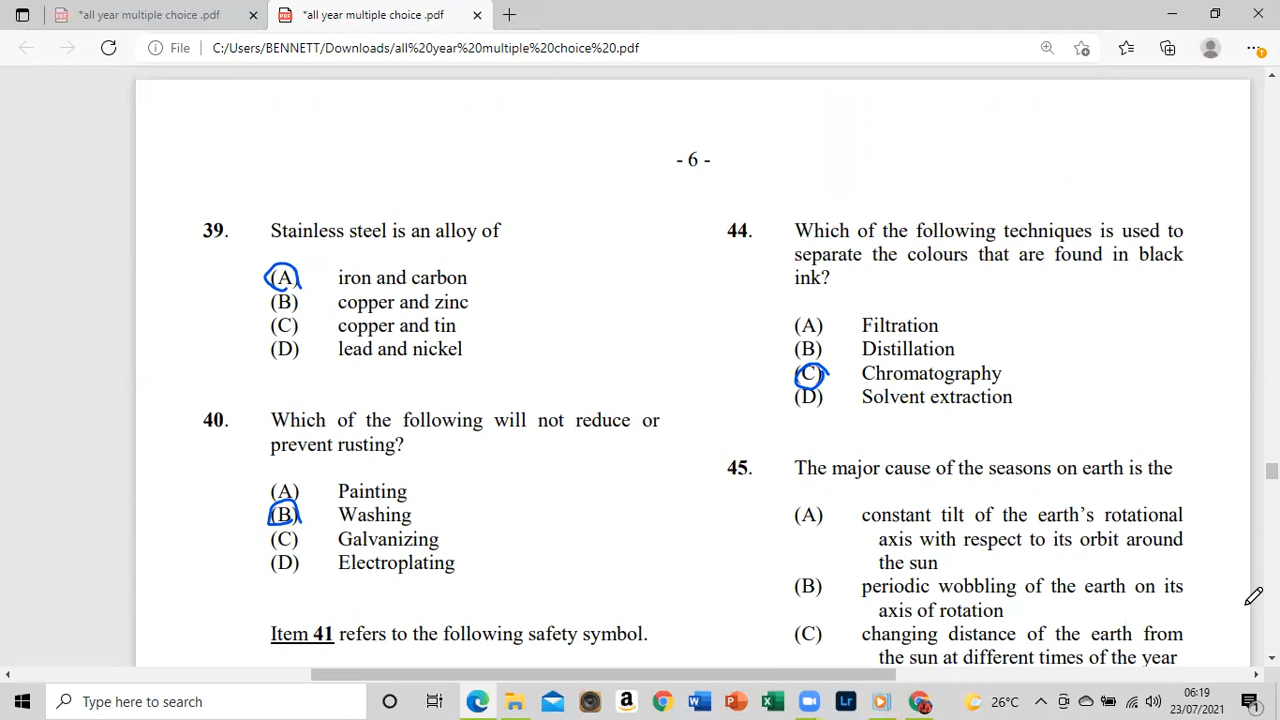 *all year multiple choice .pdf
*all year multiple choice .pdf
File
C:/Users/BENNETT/Downloads/all%20year%20multiple%20choice%20.pdf
- 6 -
39. Stainless steel is an alloy of
(A) iron and carbon
(B) copper and zinc
(C) copper and tin
(D) lead and nickel
40. Which of the following will not reduce or
prevent rusting?
(A) Painting
(B) Washing
(C) Galvanizing
(D) Electroplating
Item 41 refers to the following safety symbol.
44. Which of the following techniques is used to
separate the colours that are found in black
ink?
(A) Filtration
(B) Distillation
(C) Chromatography
(D) Solvent extraction
45. The major cause of the seasons on earth is the
(A) constant tilt of the earth's rotational
axis with respect to its orbit around
the sun
(B) periodic wobbling of the earth on its
axis of rotation
(C) changing distance of the earth from
the sun at different times of the year
Type here to search
a
W
P
X
Lr
26°C
06:19
23/07/2021
1